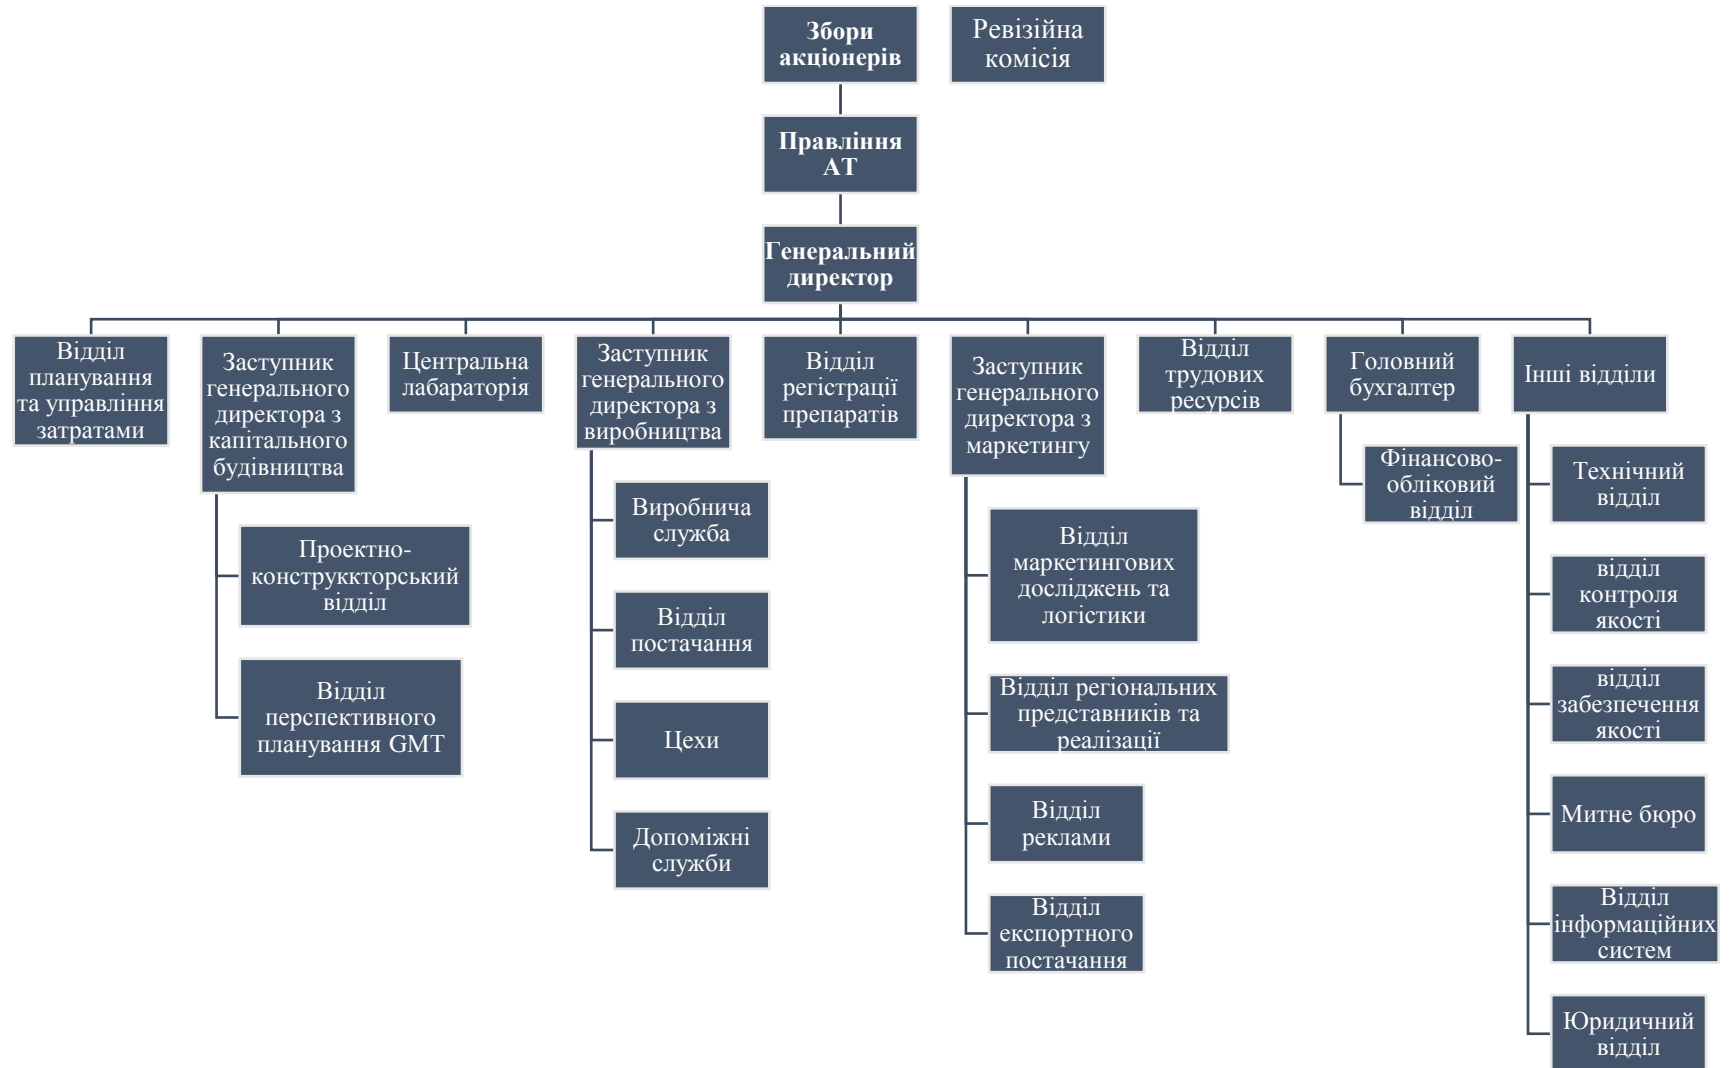 Збори
акціонерів
Ревізійна
комісія
Правління
АТ
Генеральний
директор
Відділ
планування
та управління
затратами
Заступник
генерального
директора з
капітального
будівництва
Проектно-
конструккторський
відділ
Відділ
перспективного
планування GMT
Центральна
лабараторія
Заступник
генерального
директора з
виробництва
Виробнича
служба
Відділ
постачання
Цехи
Допоміжні
служби
Відділ
регістрації
препаратів
Заступник
генерального
директора з
маркетингу
Відділ
маркетингових
досліджень та
логістики
Відділ регіональних
представників та
реалізації
Відділ
реклами
Відділ
експортного
постачання
Відділ
трудових
ресурсів
Головний
бухгалтер
Фінансово-
обліковий
відділ
Інші відділи
Технічний
відділ
відділ
контроля
якості
відділ
забезпечення
якості
Митне бюро
Відділ
інформаційних
систем
Юридичний
відділ